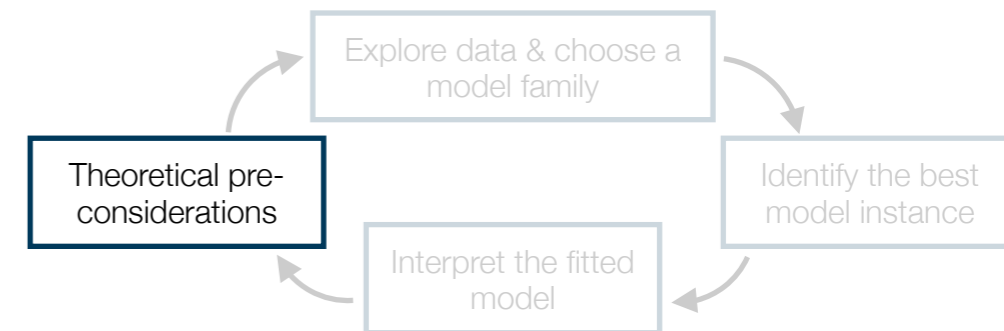 Explore data & choose a
model family
Theoretical pre-
considerations
Identify the best
model instance
Interpret the fitted
model